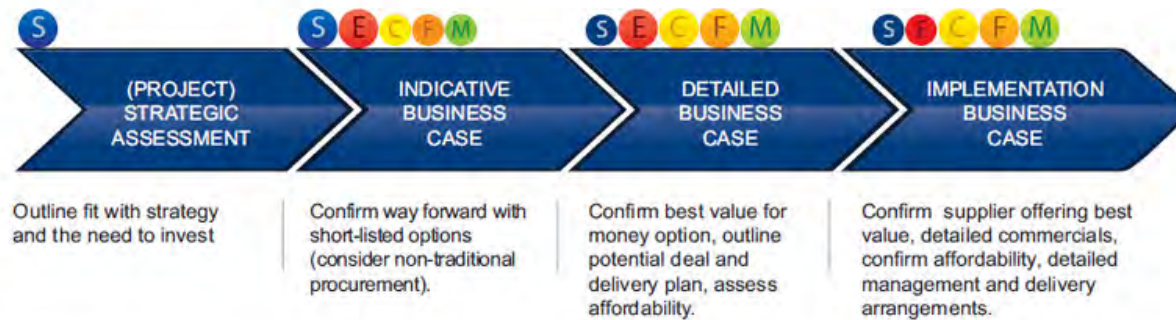 S
S E C F M
S E C F M
S F C F M
(PROJECT)
STRATEGIC
ASSESSMENT
INDICATIVE
BUSINESS
CASE
DETAILED
BUSINESS
CASE
IMPLEMENTATION
BUSINESS
CASE
Outline fit with strategy
and the need to invest
Confirm way forward with
short-listed options
(consider non-traditional
procurement).
Confirm best value for
money option, outline
potential deal and
delivery plan, assess
affordability.
Confirm supplier offering best
value, detailed commercials,
confirm affordability, detailed
management and delivery
arrangements.